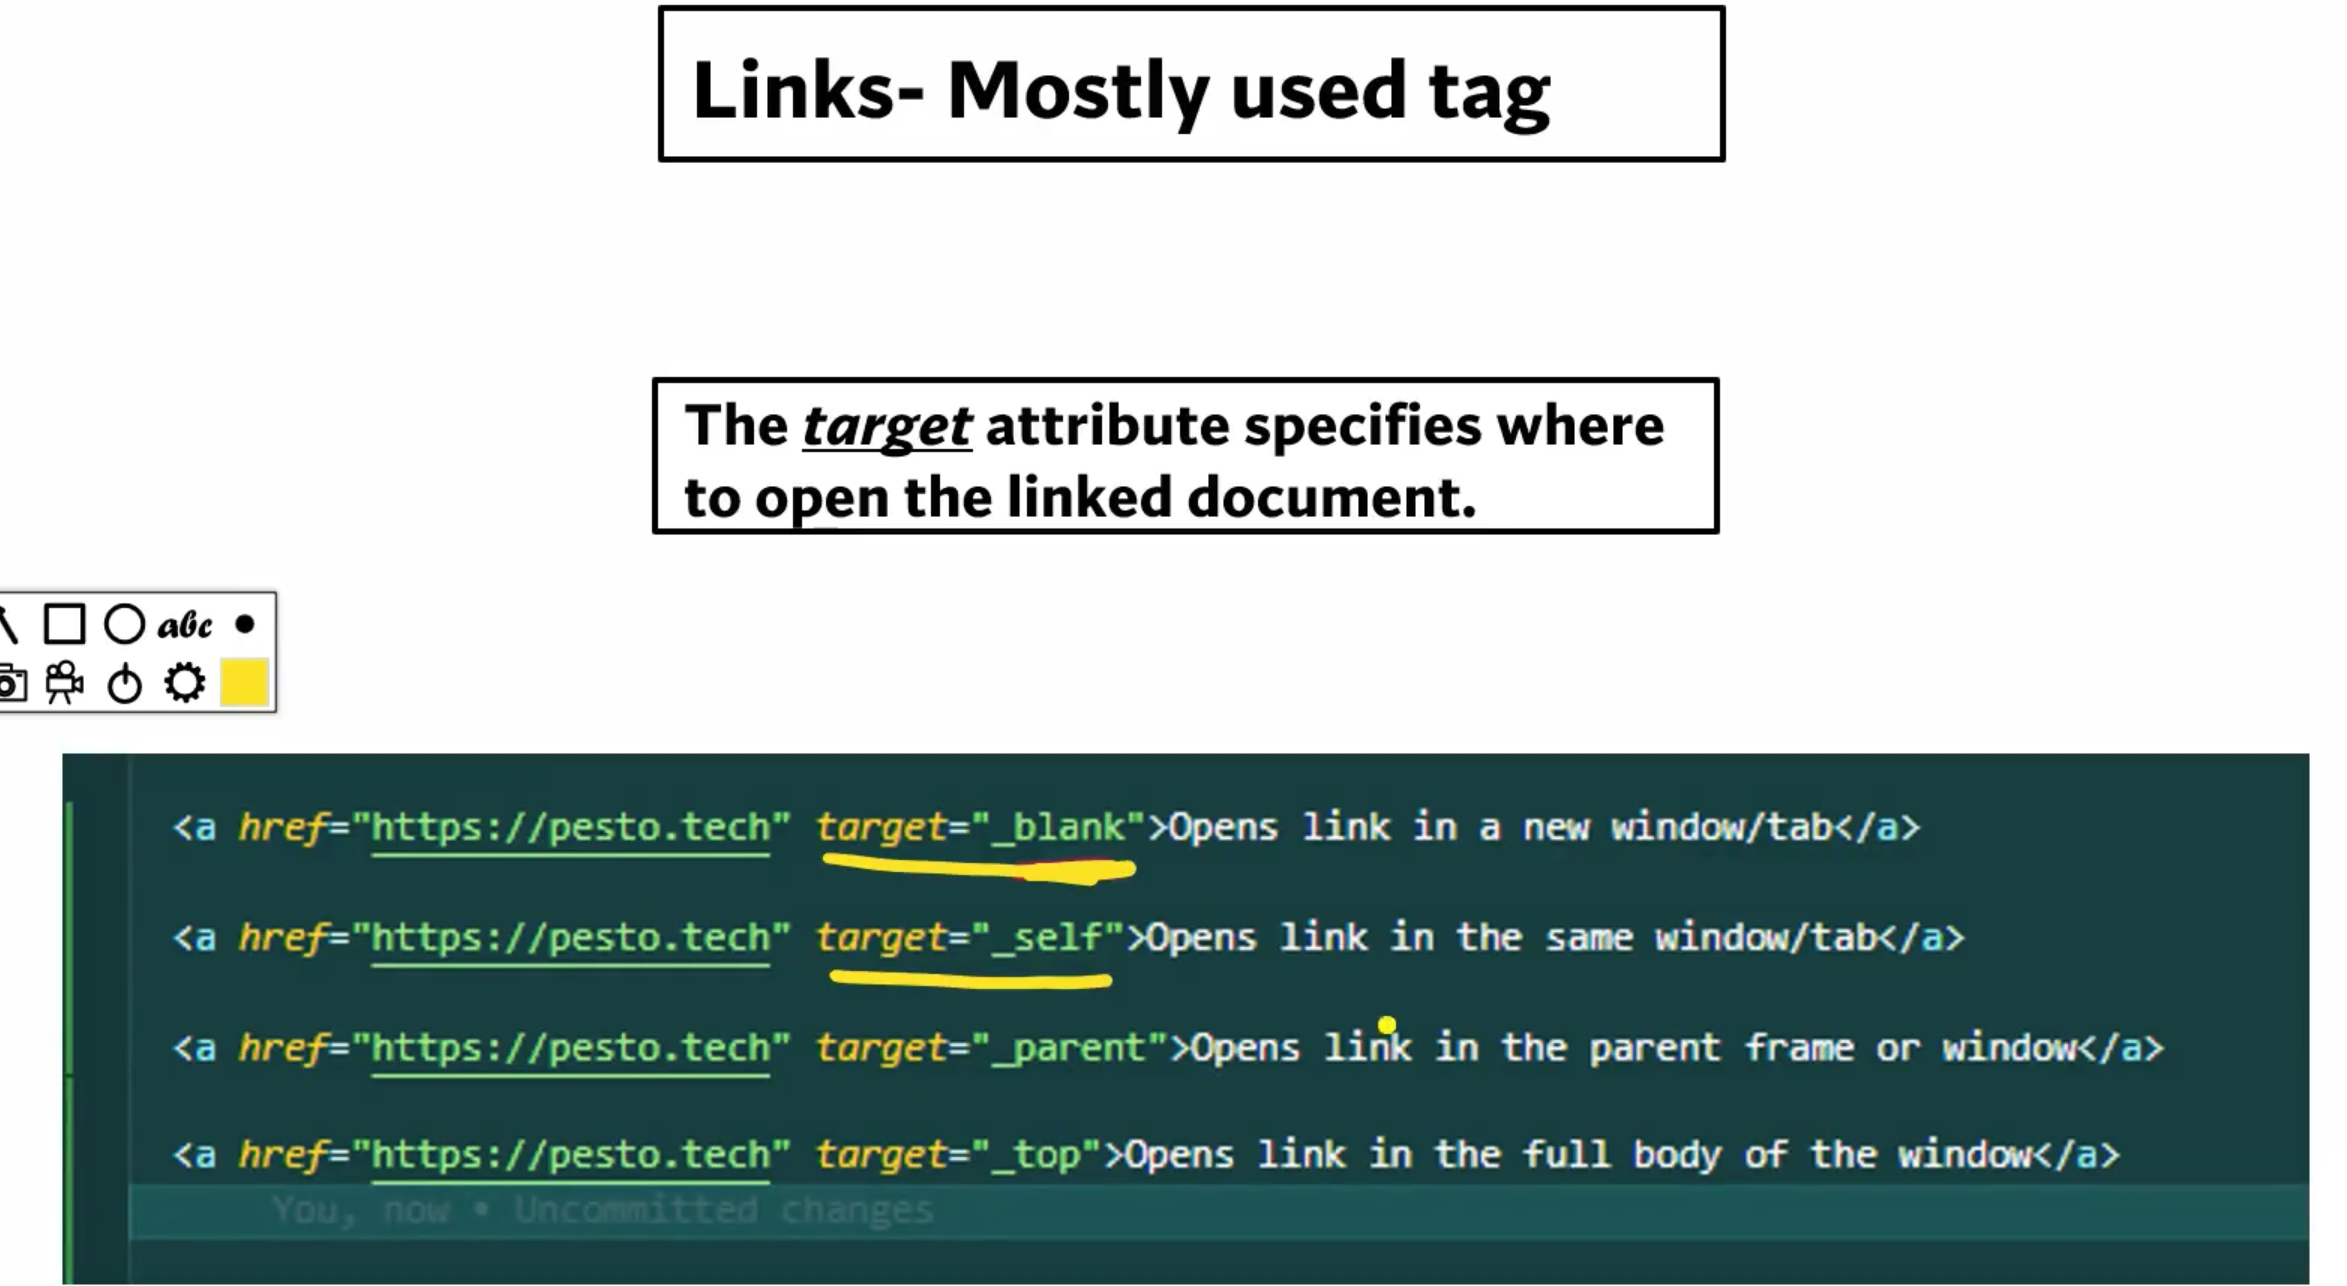 Links- Mostly used tag
The target attribute specifies where
to open the linked document.
abc
<a href="https://pesto.tech" target="_blank">Opens link in a new window/tab</a>
<a href="https://pesto.tech" target="_self">Opens link in the same window/tab</a>
<a href="https://pesto.tech" target="_parent">Opens link in the parent frame or window</a>
<a href="https://pesto.tech" target="_top">Opens link in the full body of the window</a>
You, now • Uncommitted changes